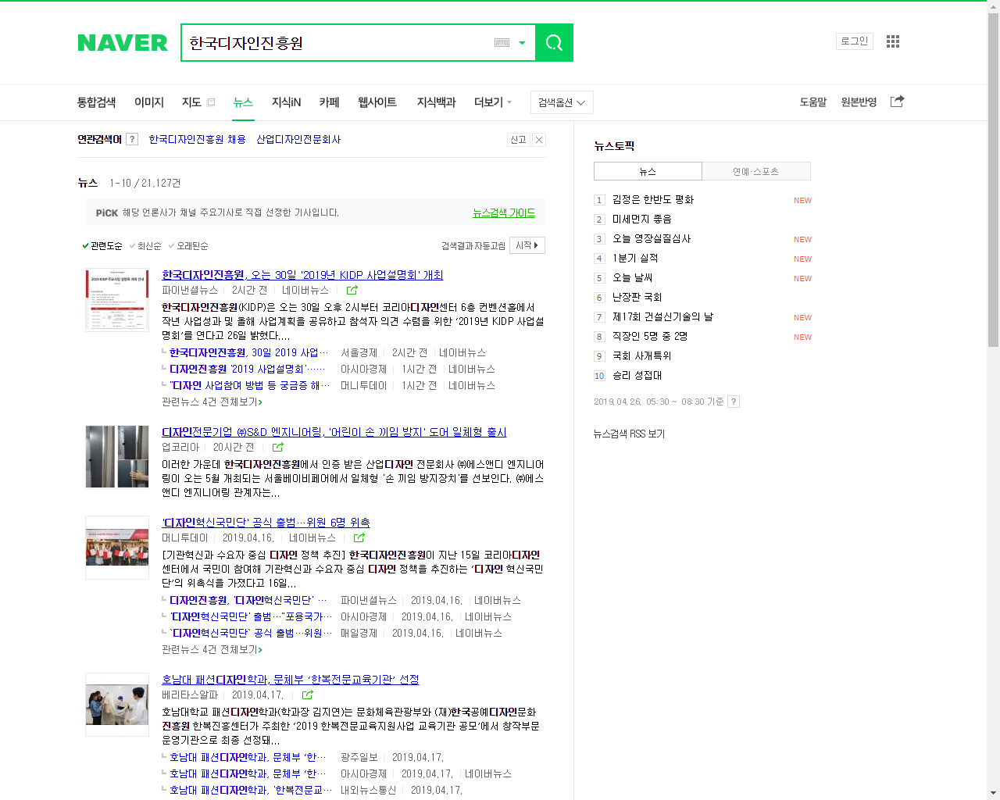 NAVER
한국디자인진흥원
로그인
통합검색 이미지 지도 뉴스 지식iN 카페 웹사이트 지식백과 더보기 검색옵션 도움말 원본반영
연관검색어 ? 한국디자인진흥원 채용 산업디자인전문회사 신고
뉴스 1-10 / 21,127건
PiCK 해당 언론사가 채널 주요기사로 직접 선정한 기사입니다. 뉴스검색 가이드
관련도순 최신순 오래된순 검색결과 자동고침 시작
한국디자인진흥원, 오는 30일 '2019년 KIDP 사업설명회' 개최
파이낸셜뉴스 2시간 전 네이버뉴스
한국디자인진흥원(KIDP)은 오는 30일 오후 2시부터 코리아디자인센터 6층 컨벤션홀에서
작년 사업성과 및 올해 사업계획을 공유하고 참석자 의견 수렴을 위한 ‘2019년 KIDP 사업설
명회’를 연다고 26일 밝혔다....
한국디자인진흥원, 30일 2019 사업… 서울경제 2시간 전 네이버뉴스
디자인진흥원 '2019 사업설명회'…… 아시아경제 1시간 전 네이버뉴스
"디자인 사업참여 방법 등 궁금증 해… 머니투데이 1시간 전 네이버뉴스
관련뉴스 4건 전체보기
디자인전문기업 ㈜S&D 엔지니어링, '어린이 손 끼임 방지' 도어 일체형 출시
업코리아 20시간 전
이러한 가운데 한국디자인진흥원에서 인증 받은 산업디자인 전문회사 ㈜에스앤디 엔지니어
링이 오는 5월 개최되는 서울베이비페어에서 일체형 '손 끼임 방지장치'를 선보인다. ㈜에스
앤디 엔지니어링 관계자는...
'디자인혁신국민단' 공식 출범…위원 6명 위촉
머니투데이 2019.04.16. 네이버뉴스
[기관혁신과 수요자 중심 디자인 정책 추진] 한국디자인진흥원이 지난 15일 코리아디자인
센터에서 국민이 참여해 기관혁신과 수요자 중심 디자인 정책을 추진하는 ‘디자인 혁신국민
단’의 위촉식을 가졌다고 16일...
디자인진흥원, '디자인혁신국민단' … 파이낸셜뉴스 2019.04.16. 네이버뉴스
'디자인혁신국민단' 출범…"포용국가… 아시아경제 2019.04.16. 네이버뉴스
`디자인혁신국민단` 공식 출범…위원… 매일경제 2019.04.16. 네이버뉴스
관련뉴스 4건 전체보기
호남대 패션디자인학과, 문체부 ‘한복전문교육기관’ 선정
베리타스알파 2019.04.17.
호남대학교 패션디자인학과(학과장 김지연)는 문화체육관광부와 (재)한국공예디자인문화
진흥원 한복진흥센터가 주최한 ‘2019 한복전문교육지원사업 교육기관 공모’에서 창작부문
운영기관으로 최종 선정돼...
호남대 패션디자인학과, 문체부 ‘한… 광주일보 2019.04.17.
호남대 패션디자인학과, 문체부 ‘한… 아시아경제 2019.04.17. 네이버뉴스
호남대 패션디자인학과, '한복전문교… 내외뉴스통신 2019.04.17.
뉴스토픽
뉴스 연예·스포츠
1 김정은 한반도 평화 NEW
2 미세먼지 좋음
3 오늘 영장실질심사 NEW
4 1분기 실적 NEW
5 오늘 날씨 NEW
6 난장판 국회
7 제17회 건설신기술의 날 NEW
8 직장인 5명 중 2명 NEW
9 국회 사개특위
10 승리 성접대
2019.04.26. 05:30 ~ 08:30 기준 ?
뉴스검색 RSS 보기